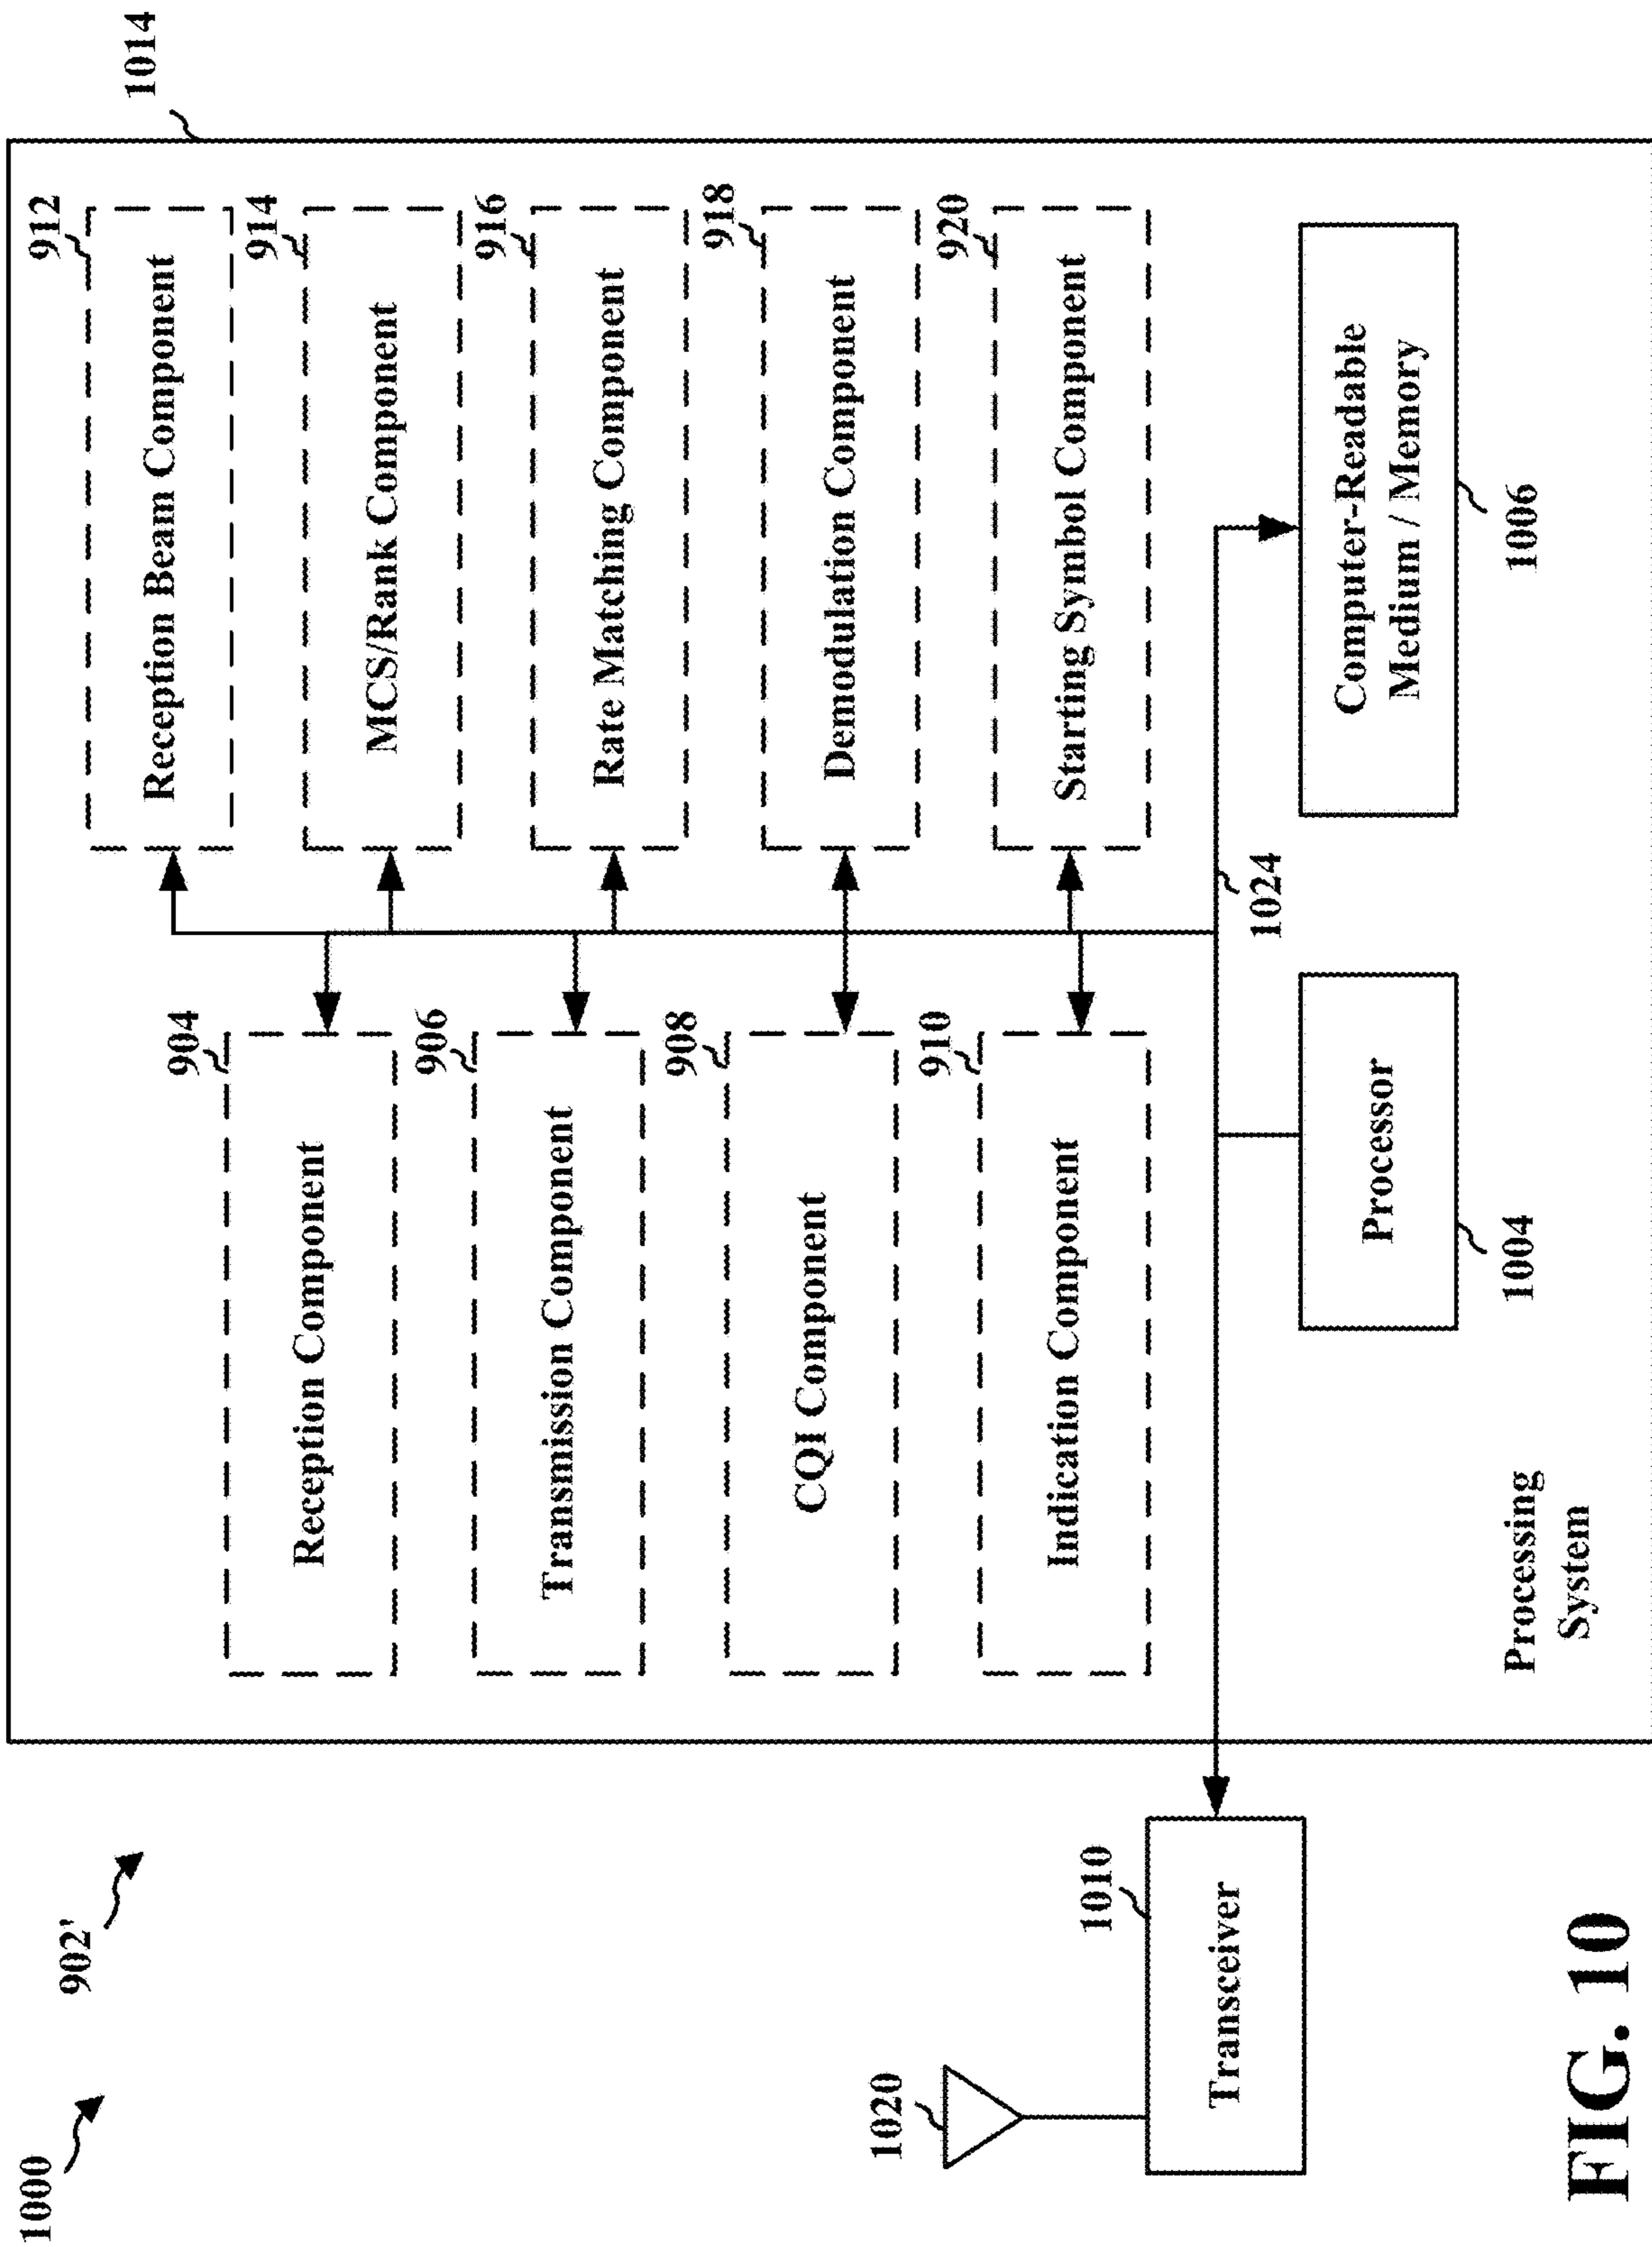 1000
902'
1014
904
Reception Component
906
Transmission Component
908
CQI Component
910
Indication Component
912
Reception Beam Component
914
MCS/Rank Component
916
Rate Matching Component
918
Demodulation Component
920
Starting Symbol Component
1024
1020
1010
Transceiver
Processor
1004
Computer-Readable
Medium / Memory
1006
Processing
System
FIG. 10